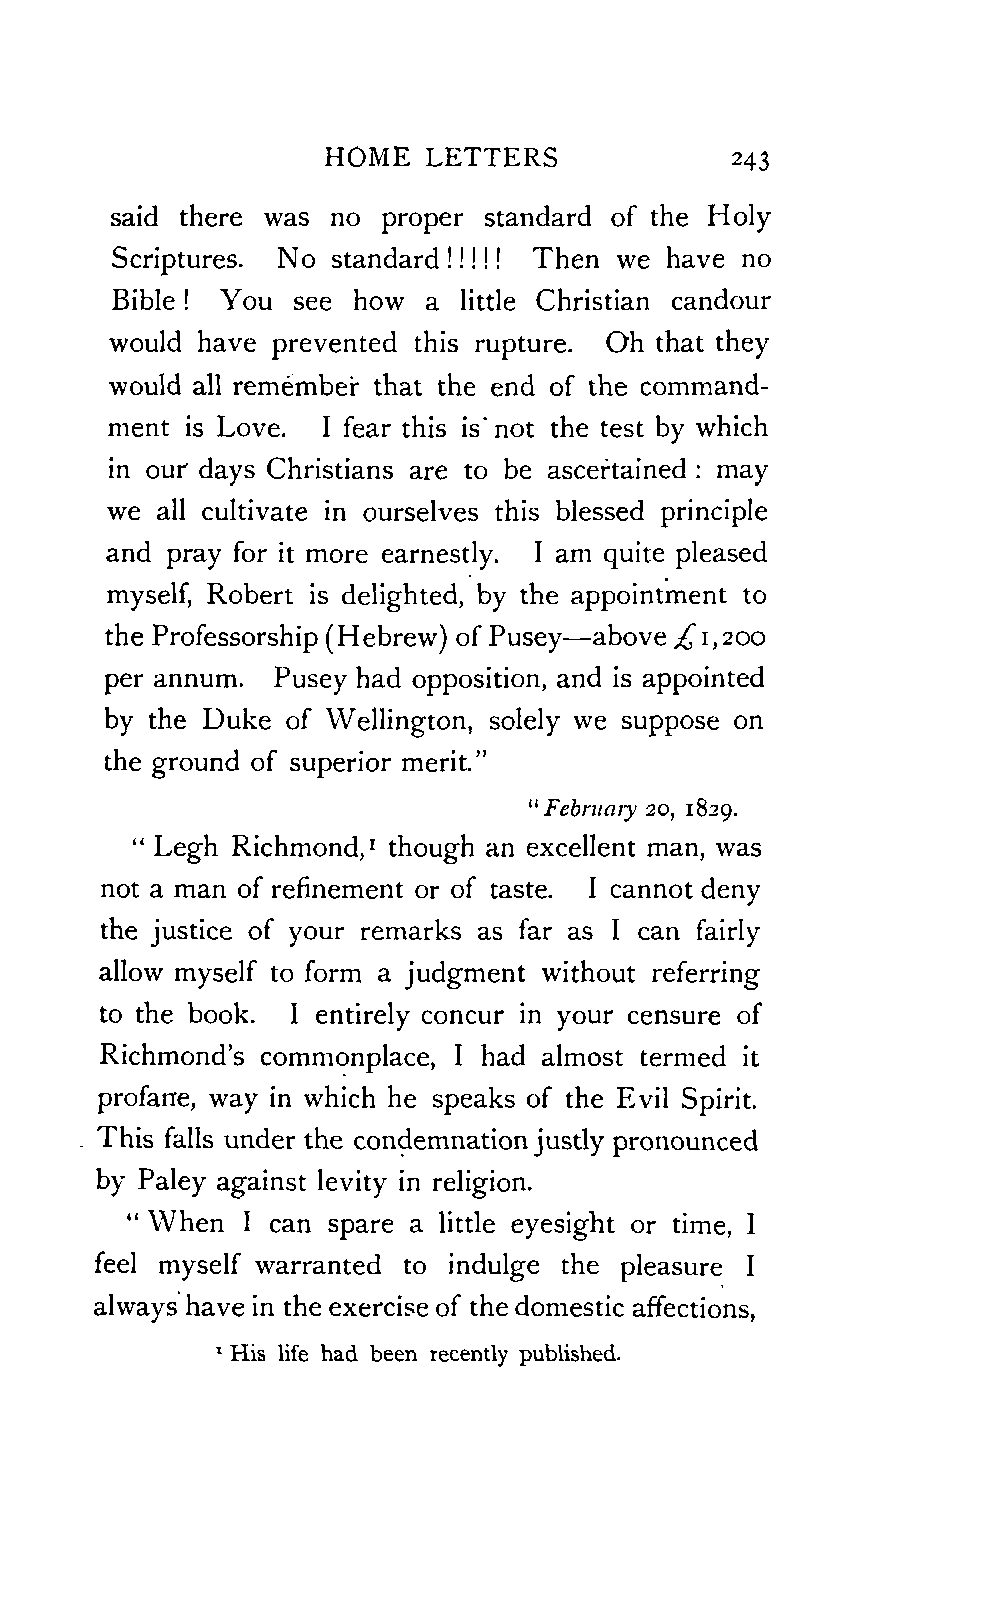 HOME LETTERS 243
said there was no proper standard of the Holy
Scriptures. No standard!!!!! Then we have no
Bible! You see how a little Christian candour
would have prevented this rupture. Oh that they
would all remember that the end of the command-
ment is Love. I fear this is not the test by which
in our days Christians are to be ascertained: may
we all cultivate in ourselves this blessed principle
and pray for it more earnestly. I am quite pleased
myself, Robert is delighted, by the appointment to
the Professorship (Hebrew) of Pusey—above £1,200
per annum. Pusey had opposition, and is appointed
by the Duke of Wellington, solely we suppose on
the ground of superior merit."
"February 20, 1829.
"Legh Richmond,¹ though an excellent man, was
not a man of refinement or of taste. I cannot deny
the justice of your remarks as far as I can fairly
allow myself to form a judgment without referring
to the book. I entirely concur in your censure of
Richmond's commonplace, I had almost termed it
profane, way in which he speaks of the Evil Spirit.
This falls under the condemnation justly pronounced
by Paley against levity in religion.
"When I can spare a little eyesight or time, I
feel myself warranted to indulge the pleasure I
always have in the exercise of the domestic affections,
¹ His life had been recently published.